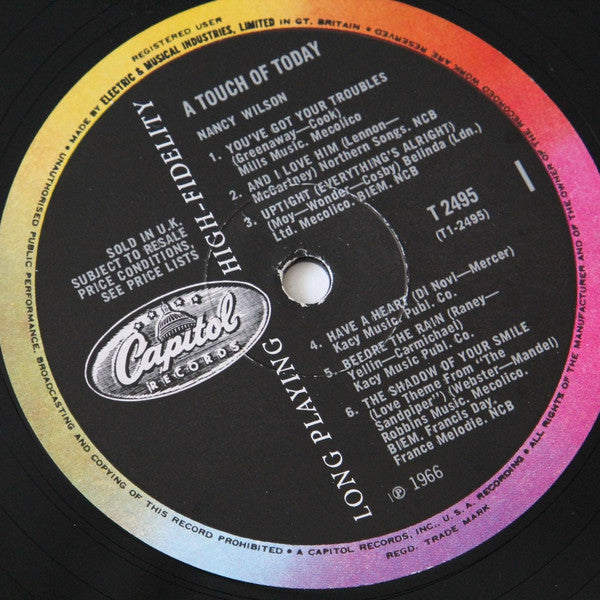 REGISTERED USER
MADE BY ELECTRIC & MUSICAL INDUSTRIES, LIMITED IN GT. BRITAIN • ALL RIGHTS OF THE MANUFACTURER AND OF THE OWNER OF THE RECORDED WORK ARE RESERVED •
UNAUTHORISED PUBLIC PERFORMANCE, BROADCASTING AND COPYING OF THIS RECORD PROHIBITED • A CAPITOL RECORDS, INC., U.S.A. RECORDING •
REGD. TRADE MARK
A TOUCH OF TODAY
NANCY WILSON
1. YOU'VE GOT YOUR TROUBLES
(Greenaway—Cook)
Mills Music. Mecolico
2. AND I LOVE HIM (Lennon—
McCartney) Northern Songs. NCB
3. UPTIGHT (EVERYTHING'S ALRIGHT)
(Moy—Wonder—Cosby) Belinda (Ldn.)
Ltd. Mecolico. BIEM. NCB
SOLD IN U.K.
SUBJECT TO RESALE
PRICE CONDITIONS,
SEE PRICE LISTS
T 2495
(T1-2495)
1
LONG PLAYING HIGH-FIDELITY
Capitol
RECORDS
4. HAVE A HEART (Di Novi—Mercer)
Kacy Music. Publ. Co.
5. BEEDRE THE RAIN (Raney—
Yellin—Carmichael)
Kacy Music Publ. Co.
6. THE SHADOW OF YOUR SMILE
(Love Theme From "The
Sandpiper") (Webster—Mandel)
Robbins Music. Mecolico.
BIEM. Francis Day.
France Melodie. NCB
Ⓟ 1966